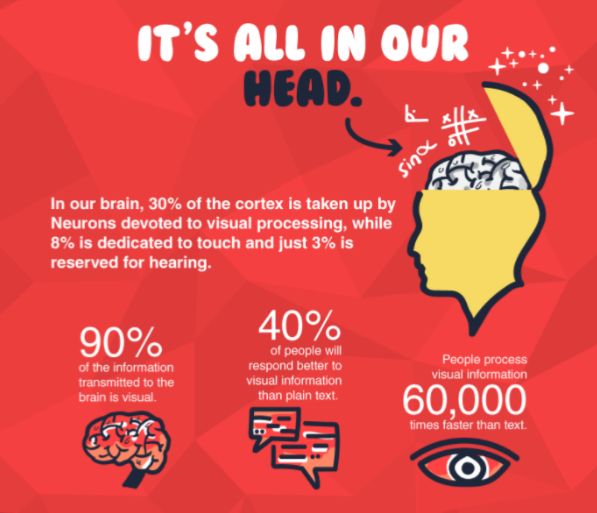 IT'S ALL IN OUR
HEAD.
sinα
In our brain, 30% of the cortex is taken up by
Neurons devoted to visual processing, while
8% is dedicated to touch and just 3% is
reserved for hearing.
90%
of the information
transmitted to the
brain is visual.
40%
of people will
respond better to
visual information
than plain text.
People process
visual information
60,000
times faster than text.